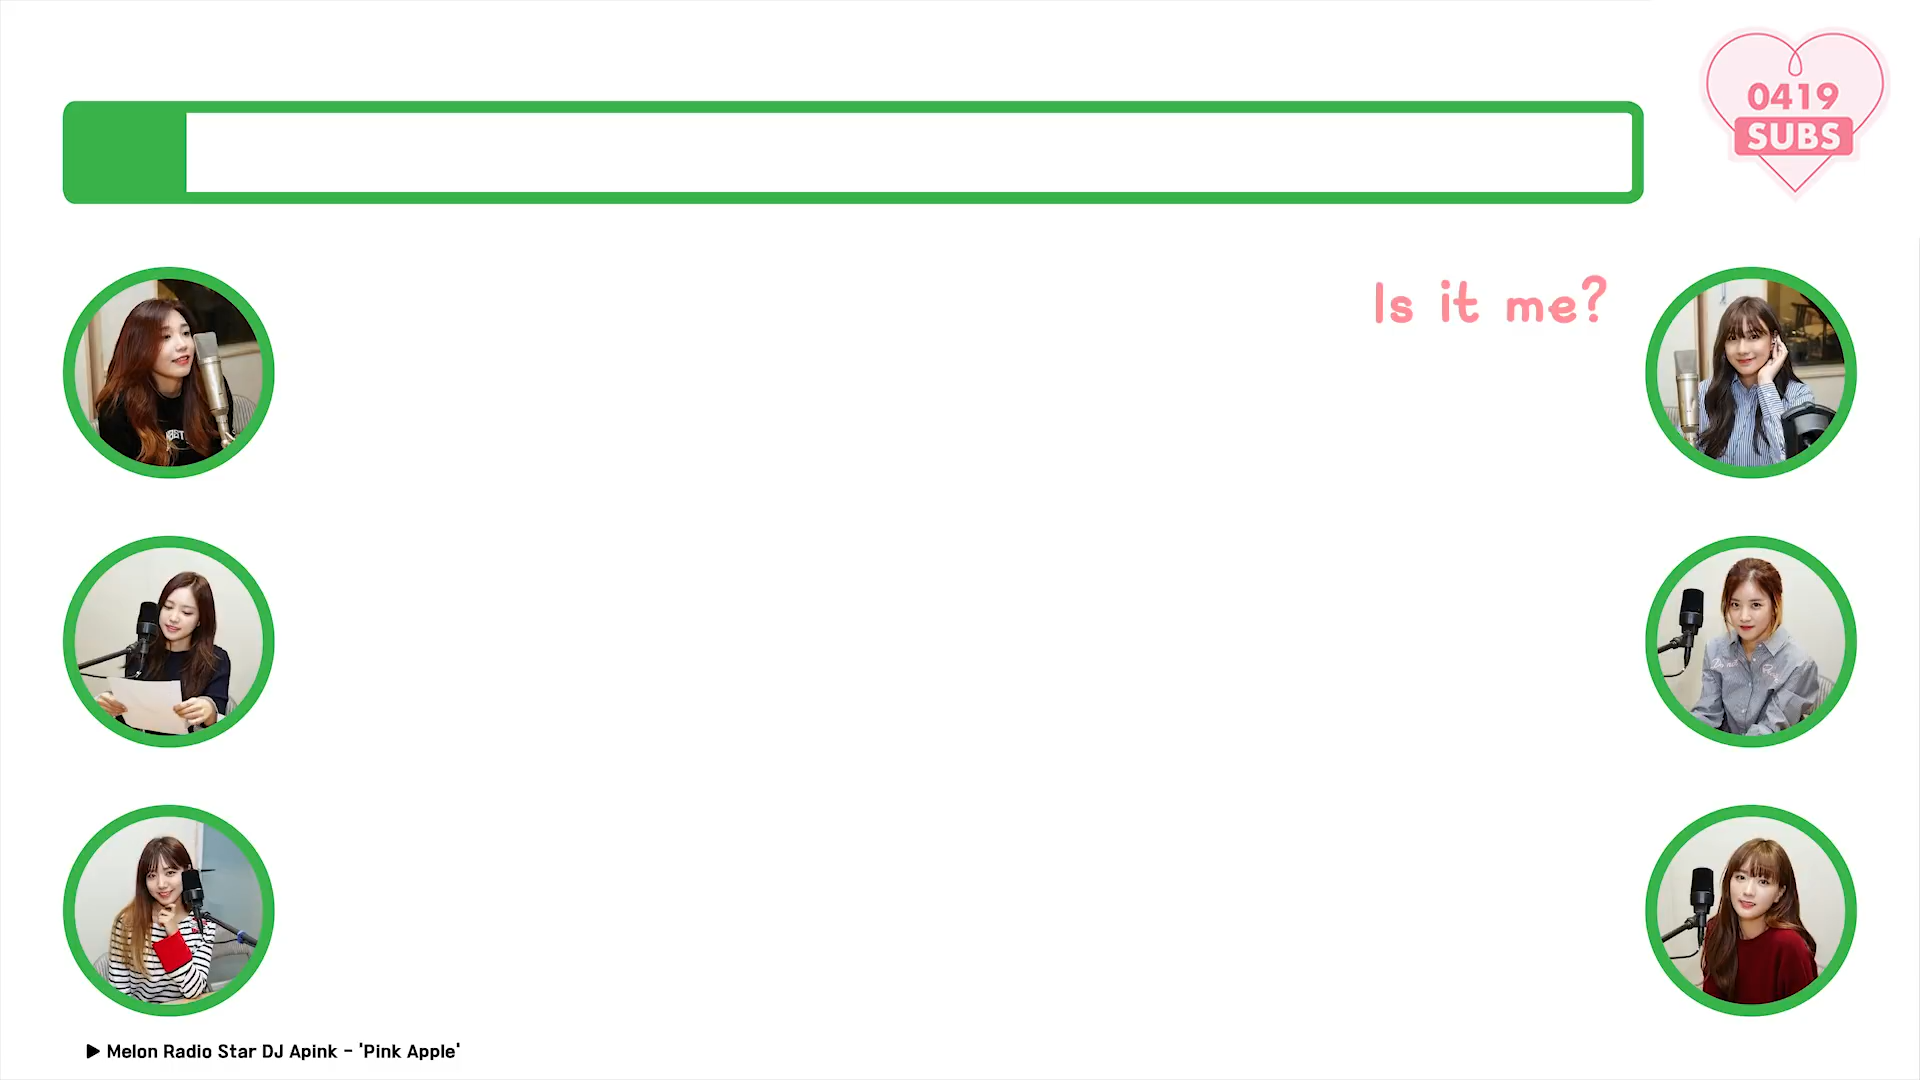 0419
SUBS
Is it me?
▶ Melon Radio Star DJ Apink - 'Pink Apple'